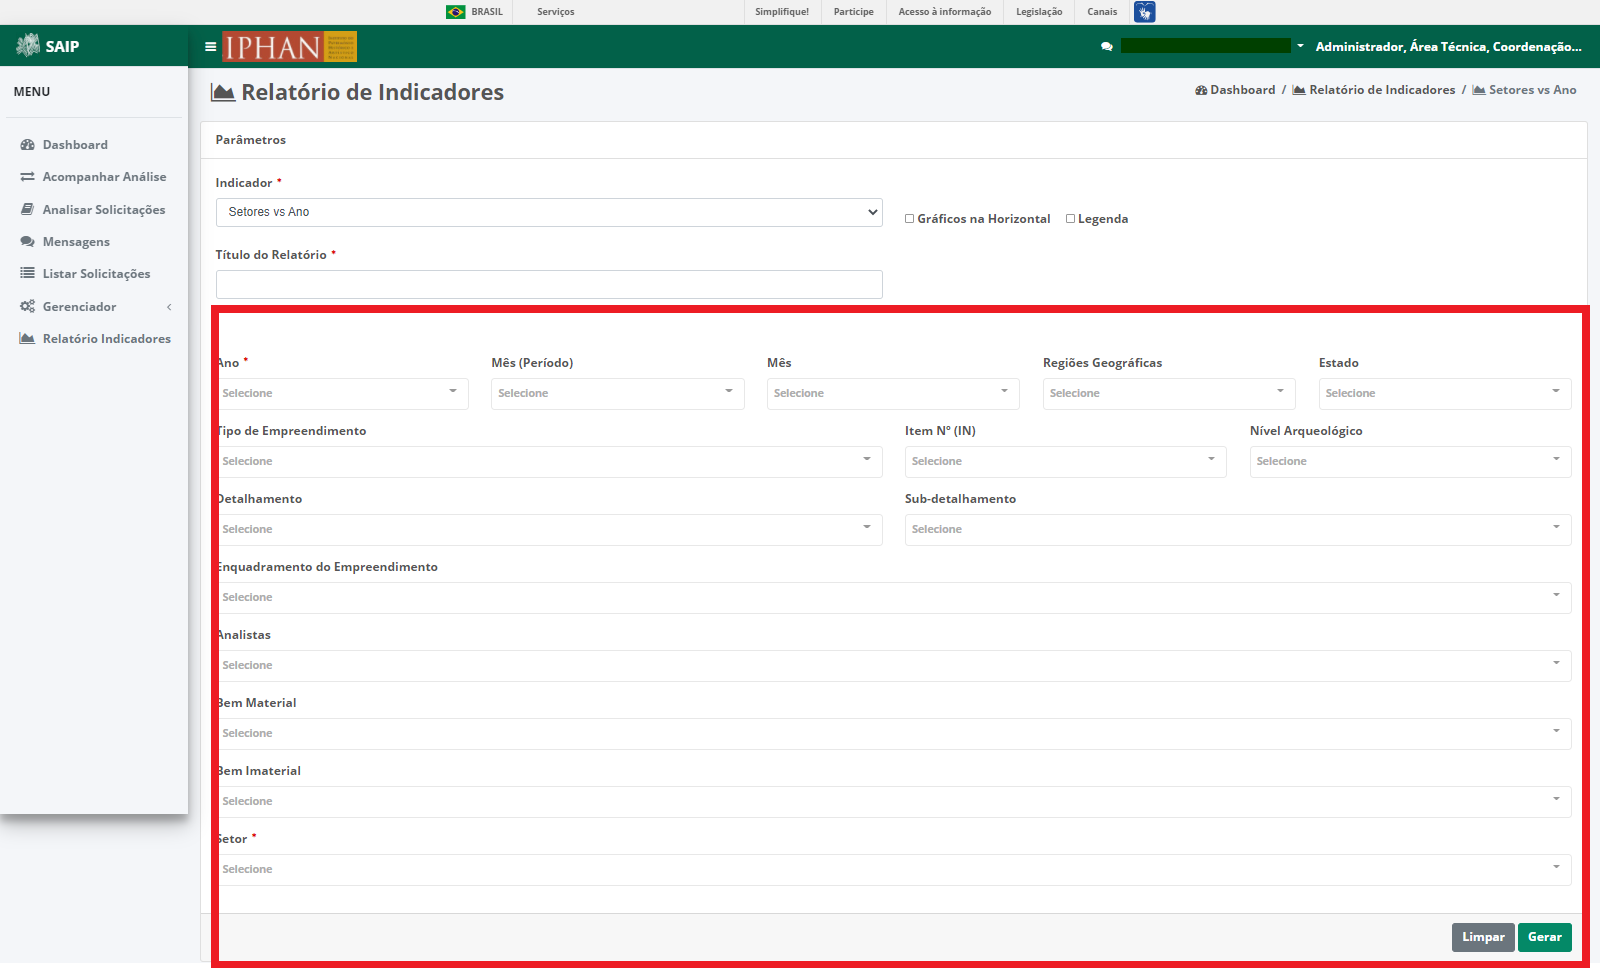 BRASIL Serviços Simplifique! Participe Acesso à informação Legislação Canais
SAIP
IPHAN
Administrador, Área Técnica, Coordenação...
MENU
Dashboard
Acompanhar Análise
Analisar Solicitações
Mensagens
Listar Solicitações
Gerenciador
Relatório Indicadores
Relatório de Indicadores
Dashboard / Relatório de Indicadores / Setores vs Ano
Parâmetros
Indicador *
Setores vs Ano
Gráficos na Horizontal Legenda
Título do Relatório *
Ano * Mês (Período) Mês Regiões Geográficas Estado
Selecione Selecione Selecione Selecione Selecione
Tipo de Empreendimento Item Nº (IN) Nível Arqueológico
Selecione Selecione Selecione
Detalhamento Sub-detalhamento
Selecione Selecione
Enquadramento do Empreendimento
Selecione
Analistas
Selecione
Bem Material
Selecione
Bem Imaterial
Selecione
Setor *
Selecione
Limpar Gerar